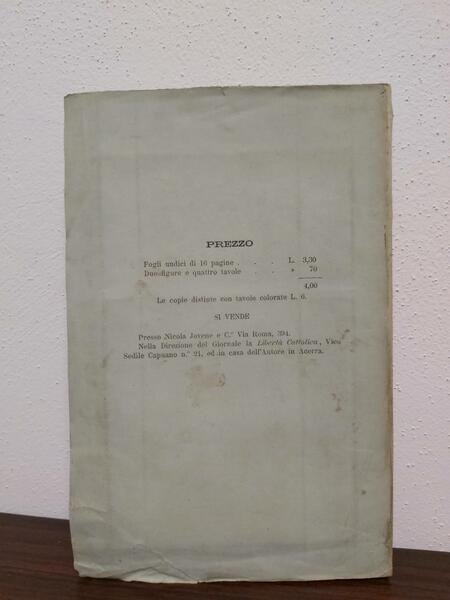 PREZZO
Fogli undici di 16 pagine . . . L. 3,30
Due figure e quattro tavole . . » 70
4,00
Le copie distinte con tavole colorate L. 6.
SI VENDE
Presso Nicola Jovene e C.° Via Roma, 394.
Nella Direzione del Giornale la Libertà Cattolica, Vico
Sedile Capuano n.° 21, ed in casa dell'Autore in Acerra.